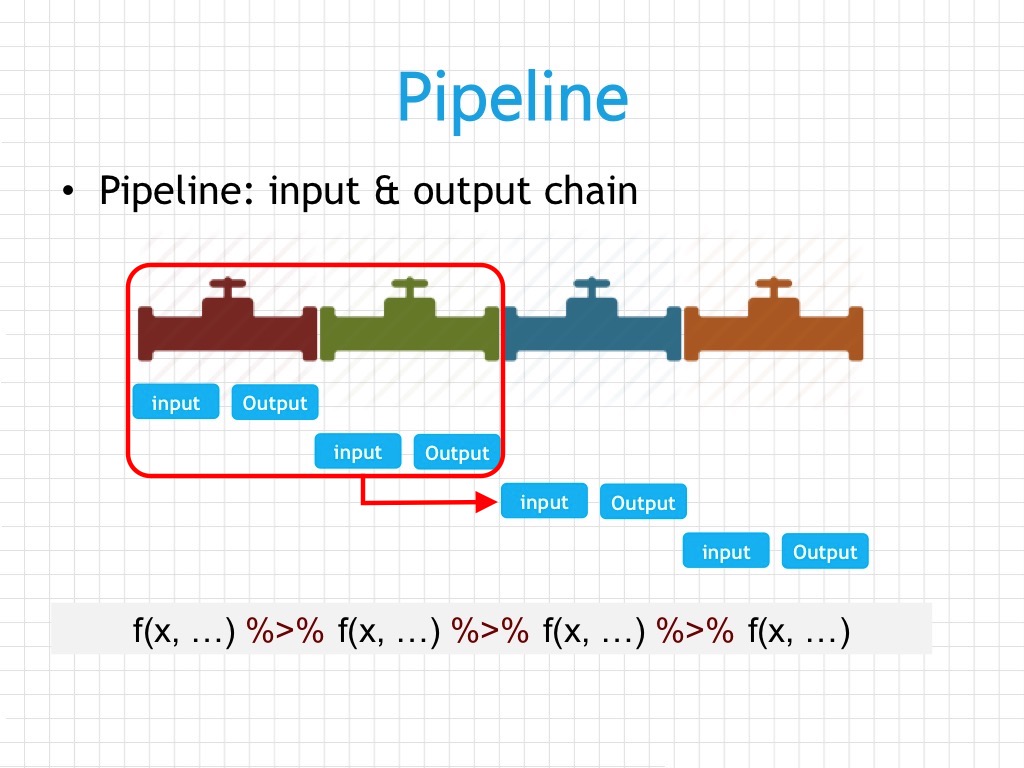 Pipeline
• Pipeline: input & output chain
input Output
input Output
input Output
input Output
f(x, …) %>% f(x, …) %>% f(x, …) %>% f(x, …)